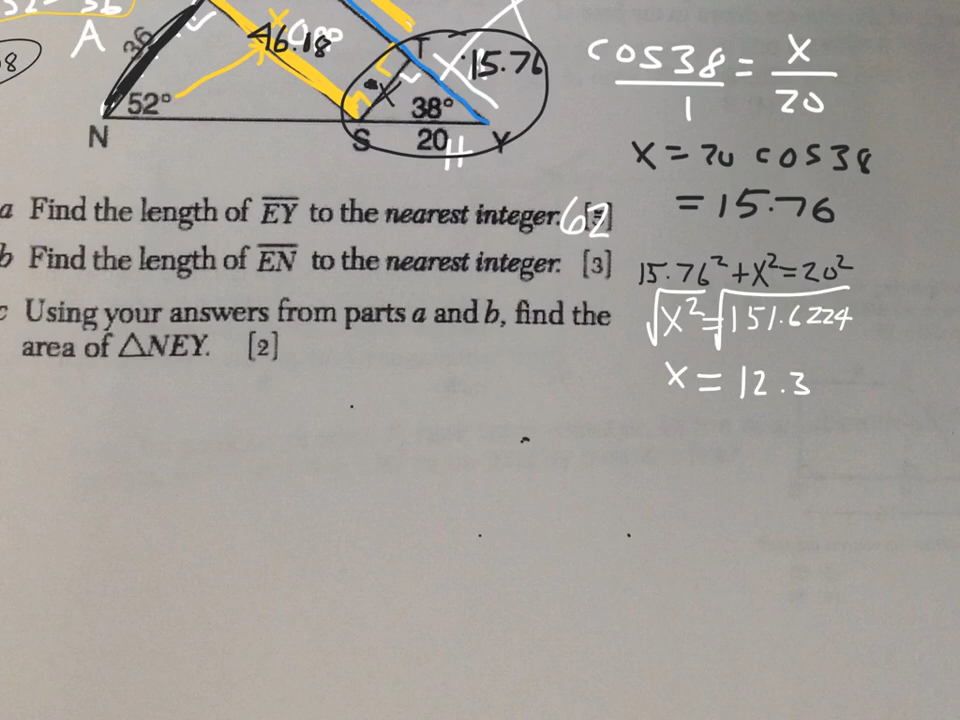 A
36
46.18
T
15.76
cos38 / 1 = x / 20
52°
x
38°
N
S
20
H
Y
x = 20 cos38
= 15.76
a Find the length of EY to the nearest integer. 62
b Find the length of EN to the nearest integer. [3]
c Using your answers from parts a and b, find the
area of △NEY. [2]
15.76² + x² = 20²
√x² = √151.6224
x = 12.3